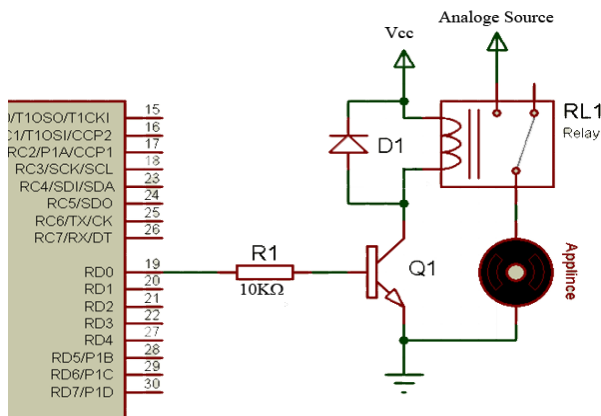 Analoge Source
Vcc
RL1
Relay
D1
Q1
R1
10KΩ
Applince
0/T1OSO/T1CKI 15
C1/T1OSI/CCP2 16
RC2/P1A/CCP1 17
RC3/SCK/SCL 18
RC4/SDI/SDA 23
RC5/SDO 24
RC6/TX/CK 25
RC7/RX/DT 26
RD0 19
RD1 20
RD2 21
RD3 22
RD4 27
RD5/P1B 28
RD6/P1C 29
RD7/P1D 30